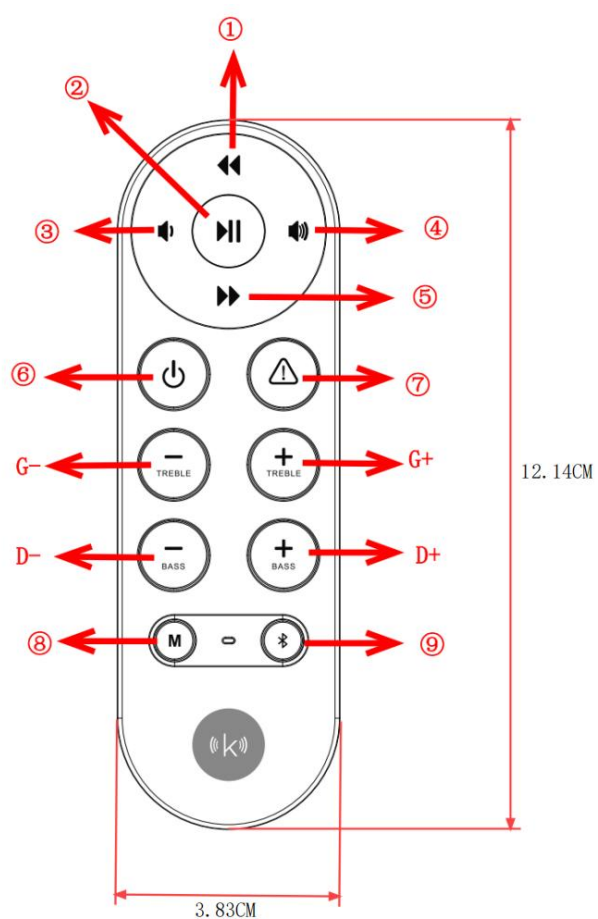 ①
②
③
④
⑤
⑥
⑦
G-
TREBLE
TREBLE
G+
12.14CM
D-
BASS
BASS
D+
⑧
M
⑨
k
3.83CM